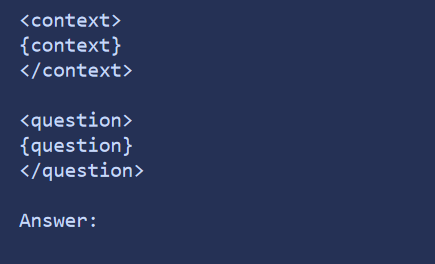 <context>
{context}
</context>
<question>
{question}
</question>
Answer: